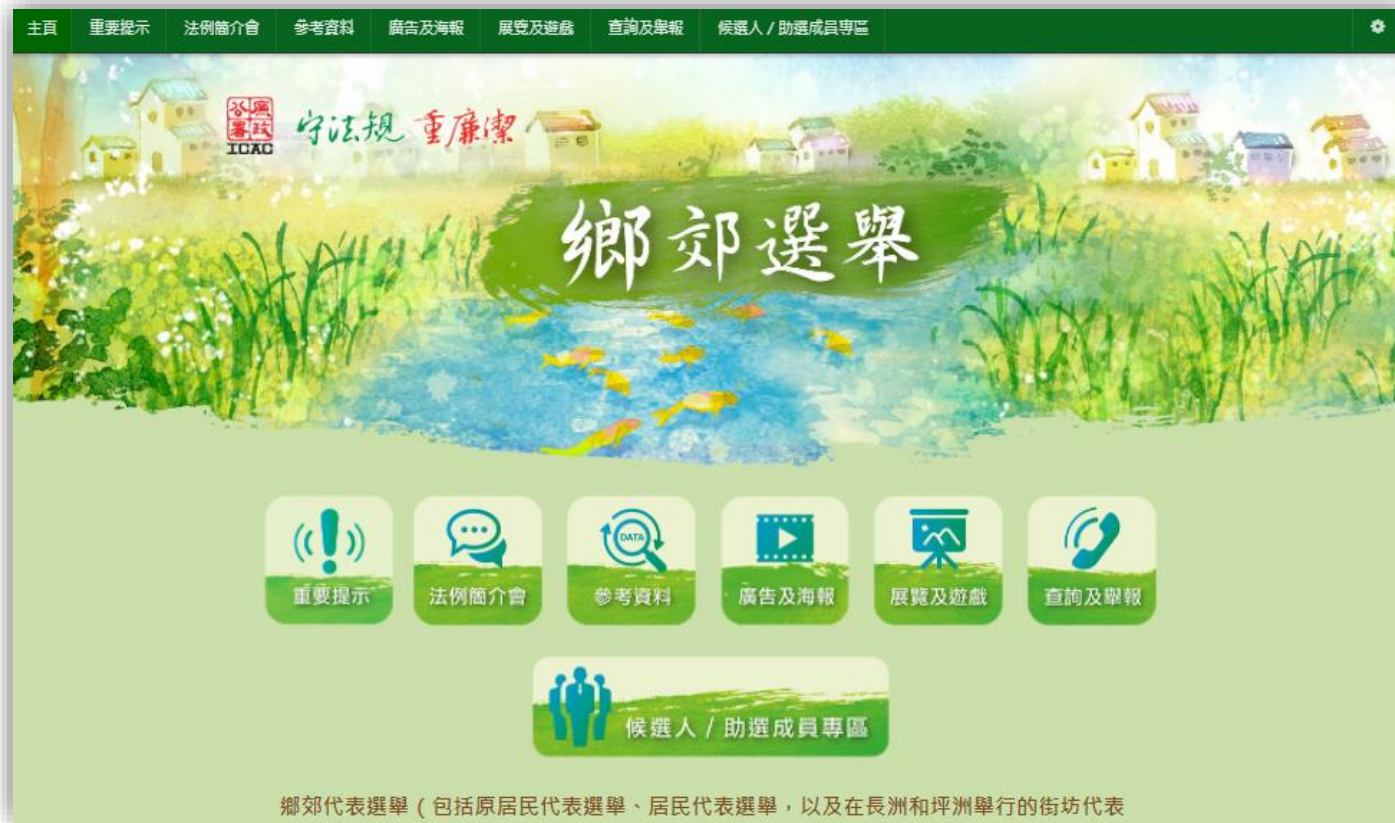 主頁 重要提示 法例簡介會 參考資料 廣告及海報 展覽及遊戲 查詢及舉報 候選人 / 助選成員專區
廉政公署
ICAC
守法規 重廉潔
鄉郊選舉
重要提示 法例簡介會 DATA 參考資料 廣告及海報 展覽及遊戲 查詢及舉報
候選人 / 助選成員專區
鄉郊代表選舉 ( 包括原居民代表選舉、居民代表選舉，以及在長洲和坪洲舉行的街坊代表